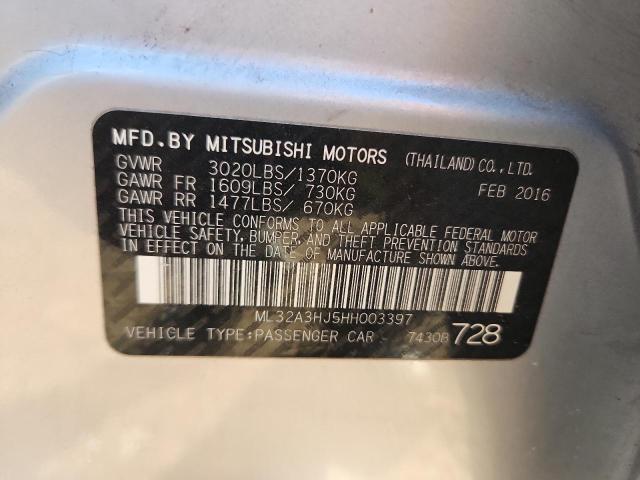 MFD.BY MITSUBISHI MOTORS (THAILAND) CO., LTD.
GVWR 3020LBS/1370KG FEB 2016
GAWR FR 1609LBS/ 730KG
GAWR RR 1477LBS/ 670KG
THIS VEHICLE CONFORMS TO ALL APPLICABLE FEDERAL MOTOR
VEHICLE SAFETY, BUMPER, AND THEFT PREVENTION STANDARDS
IN EFFECT ON THE DATE OF MANUFACTURE SHOWN ABOVE.
ML32A3HJ5HH003397
VEHICLE TYPE:PASSENGER CAR 7430B 728